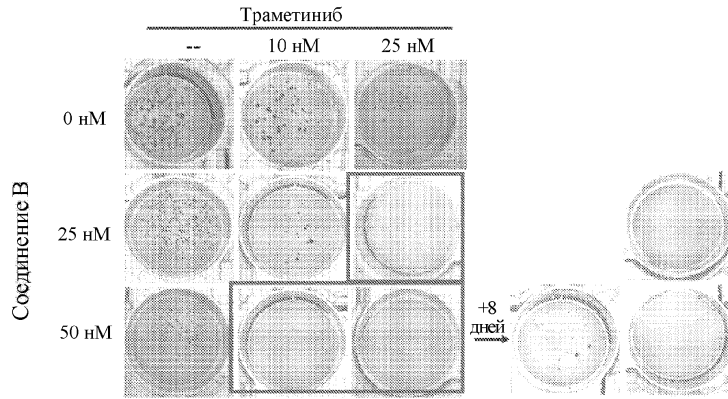 Траметиниб
-- 10 нМ 25 нМ
0 нМ
25 нМ
50 нМ
Соединение В
+8
дней